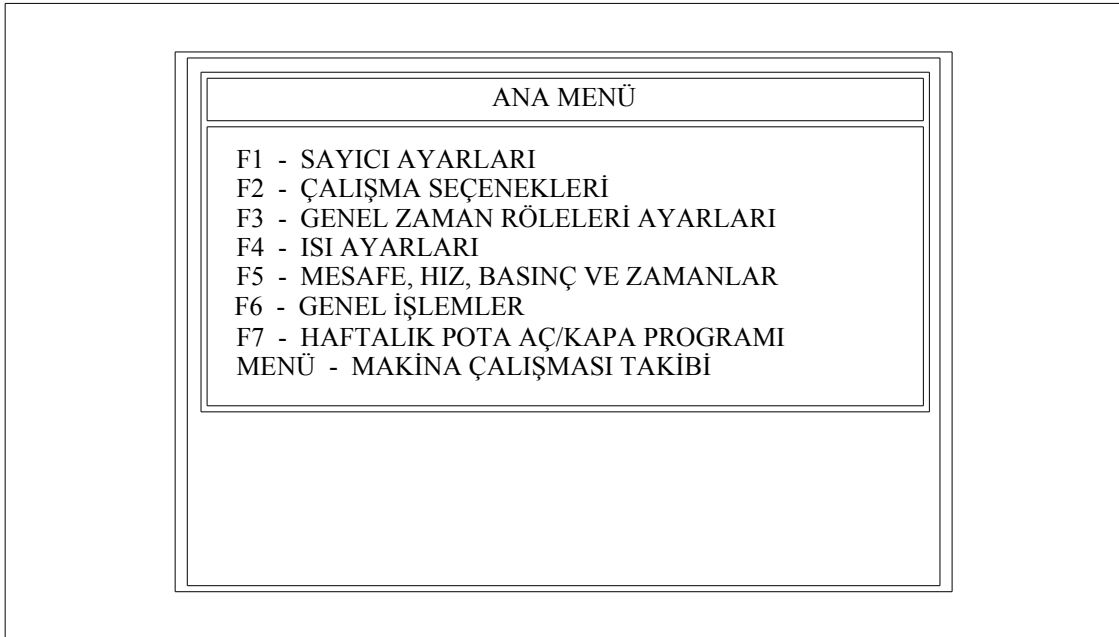 ANA MENÜ
F1 - SAYICI AYARLARI
F2 - ÇALIŞMA SEÇENEKLERİ
F3 - GENEL ZAMAN RÖLELERİ AYARLARI
F4 - ISI AYARLARI
F5 - MESAFE, HIZ, BASINÇ VE ZAMANLAR
F6 - GENEL İŞLEMLER
F7 - HAFTALIK POTA AÇ/KAPA PROGRAMI
MENÜ - MAKİNA ÇALIŞMASI TAKİBİ